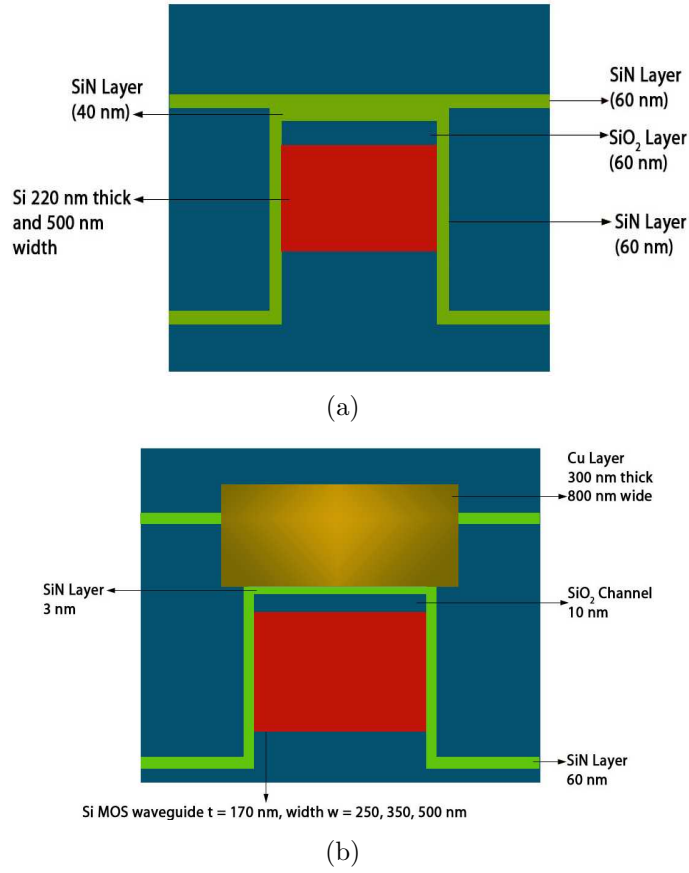 SiN Layer
(40 nm)
SiN Layer
(60 nm)
SiO₂ Layer
(60 nm)
Si 220 nm thick
and 500 nm
width
SiN Layer
(60 nm)
(a)
Cu Layer
300 nm thick
800 nm wide
SiN Layer
3 nm
SiO₂ Channel
10 nm
SiN Layer
60 nm
Si MOS waveguide t = 170 nm, width w = 250, 350, 500 nm
(b)